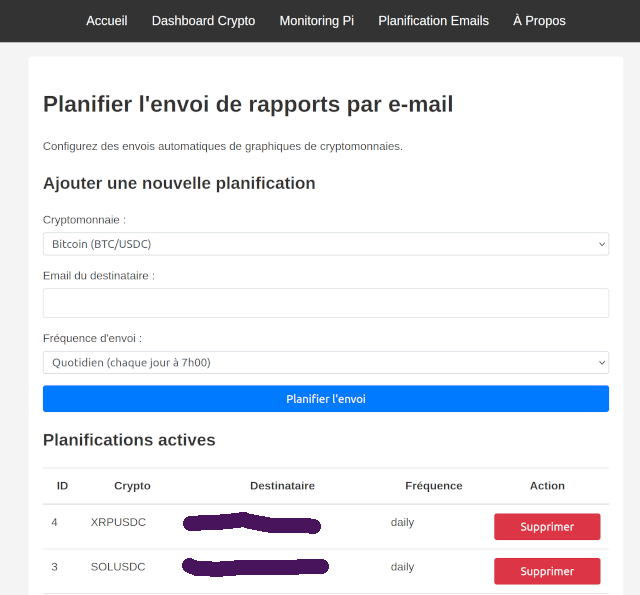 Accueil Dashboard Crypto Monitoring Pi Planification Emails À Propos
Planifier l'envoi de rapports par e-mail
Configurez des envois automatiques de graphiques de cryptomonnaies.
Ajouter une nouvelle planification
Cryptomonnaie :
Bitcoin (BTC/USDC)
Email du destinataire :
Fréquence d'envoi :
Quotidien (chaque jour à 7h00)
Planifier l'envoi
Planifications actives
ID Crypto Destinataire Fréquence Action
4 XRPUSDC daily Supprimer
3 SOLUSDC daily Supprimer